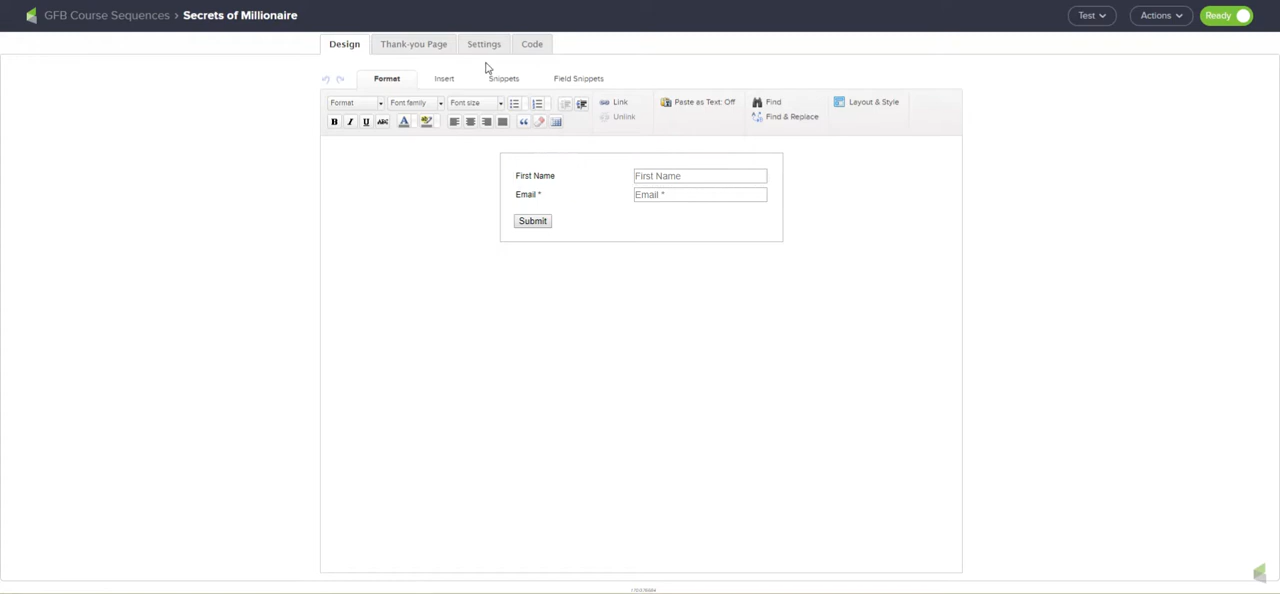 GFB Course Sequences › Secrets of Millionaire
Test
Actions
Ready
Design
Thank-you Page
Settings
Code
Format
Insert
Snippets
Field Snippets
Format
Font family
Font size
Link
Unlink
Paste as Text: Off
Find
Find & Replace
Layout & Style
B I U ABC A
First Name First Name
Email * Email *
Submit